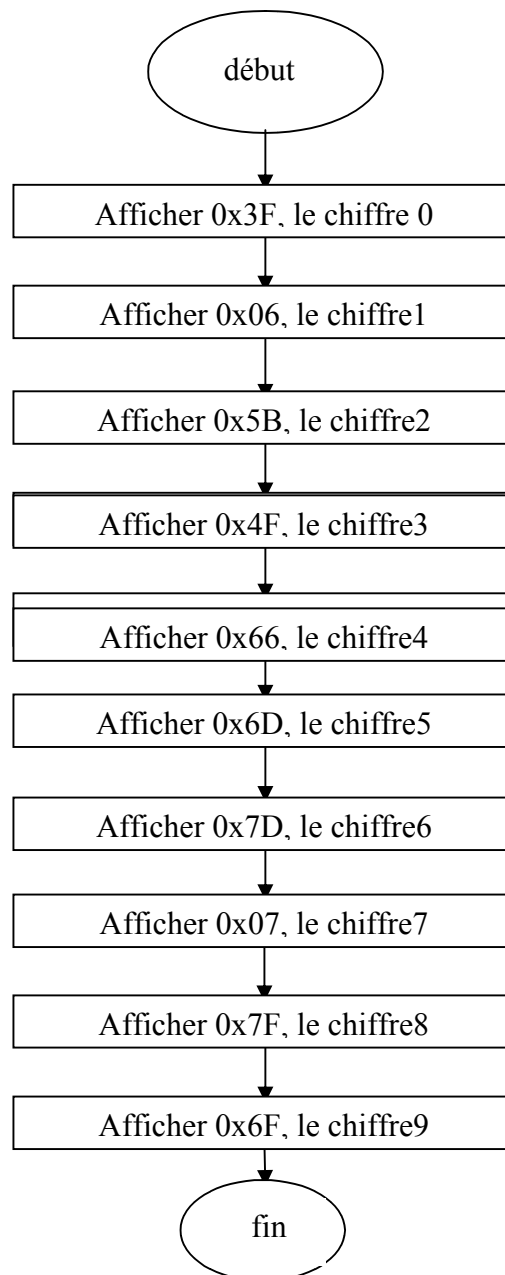 début
Afficher 0x3F, le chiffre 0
Afficher 0x06, le chiffre1
Afficher 0x5B, le chiffre2
Afficher 0x4F, le chiffre3
Afficher 0x66, le chiffre4
Afficher 0x6D, le chiffre5
Afficher 0x7D, le chiffre6
Afficher 0x07, le chiffre7
Afficher 0x7F, le chiffre8
Afficher 0x6F, le chiffre9
fin